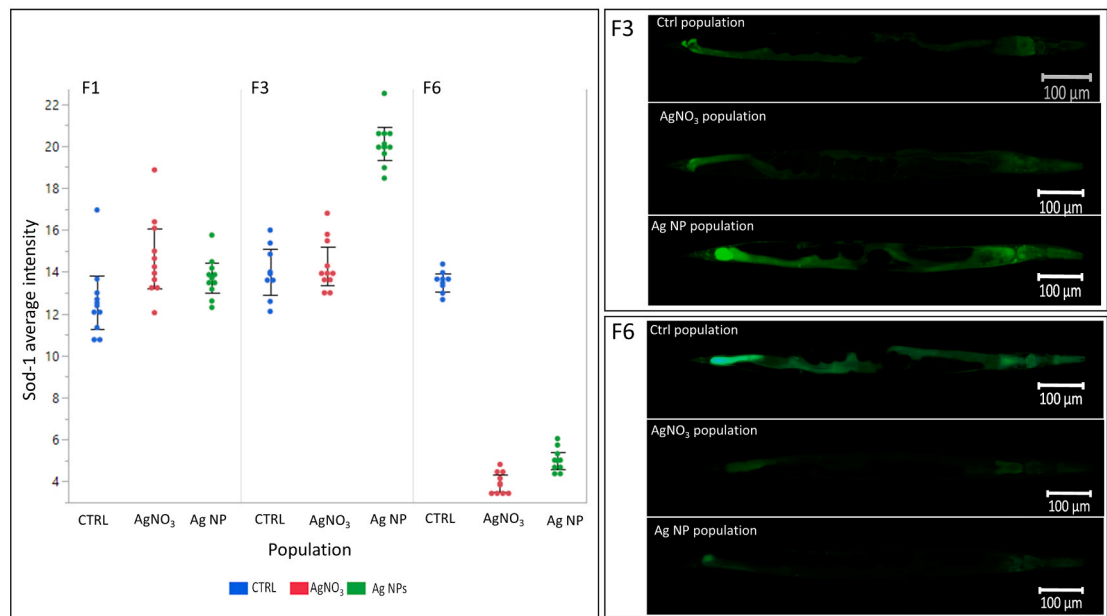 F1 F3 F6
22
20
18
16
14
12
10
8
6
4
Sod-1 average intensity
CTRL AgNO₃ Ag NP CTRL AgNO₃ Ag NP CTRL AgNO₃ Ag NP
Population
CTRL AgNO₃ Ag NPs
F3
Ctrl population
100 µm
AgNO₃ population
100 µm
Ag NP population
100 µm
F6
Ctrl population
100 µm
AgNO₃ population
100 µm
Ag NP population
100 µm